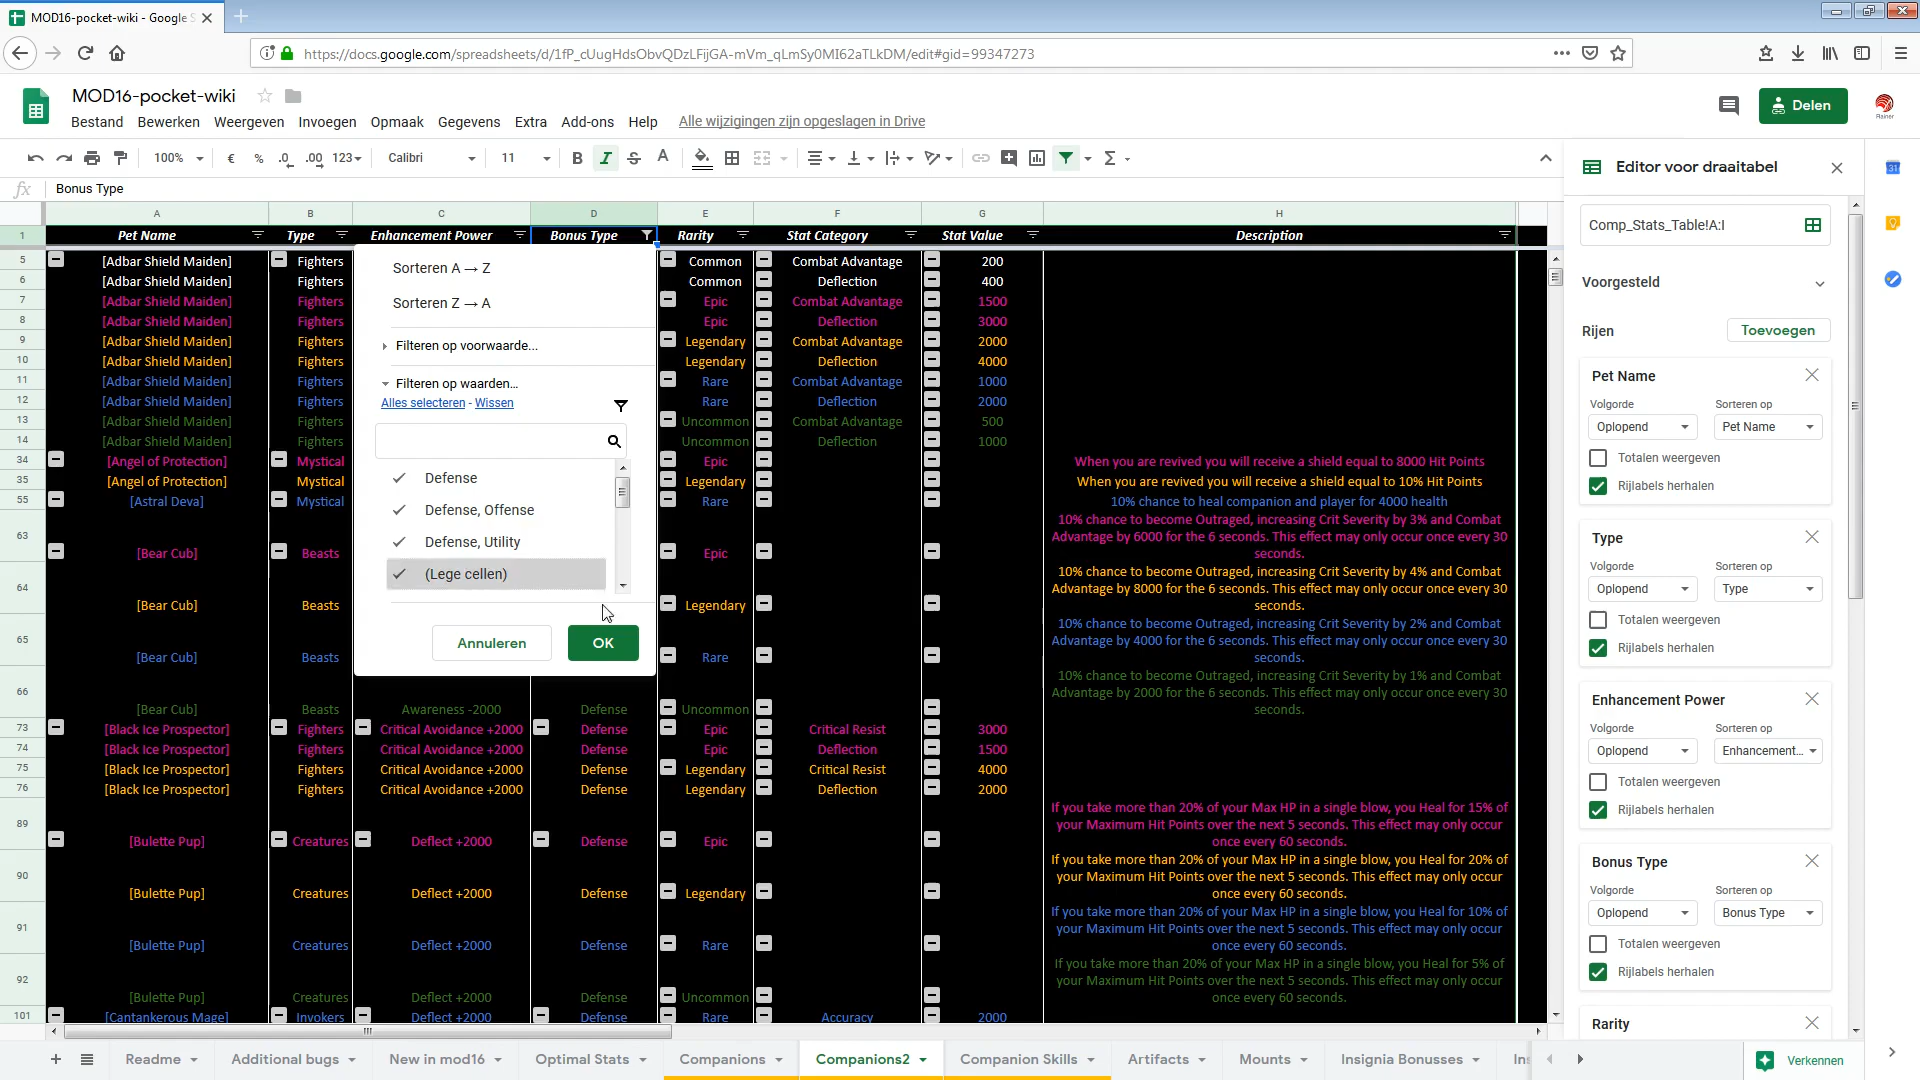 MOD16-pocket-wiki - Google S
https://docs.google.com/spreadsheets/d/1fP_cUugHdsObvQDzLFijGA-mVm_qLmSy0MI62aTLkDM/edit#gid=99347273
MOD16-pocket-wiki
Delen
Rainer
Bestand Bewerken Weergeven Invoegen Opmaak Gegevens Extra Add-ons Help Alle wijzigingen zijn opgeslagen in Drive
100% € % .0 .00 123 Calibri 11 B I S A Σ
fx Bonus Type
A B C D E F G H
1 Pet Name Type Enhancement Power Bonus Type Rarity Stat Category Stat Value Description
5 [Adbar Shield Maiden] Fighters Common Combat Advantage 200
6 [Adbar Shield Maiden] Fighters Common Deflection 400
7 [Adbar Shield Maiden] Fighters Epic Combat Advantage 1500
8 [Adbar Shield Maiden] Fighters Epic Deflection 3000
9 [Adbar Shield Maiden] Fighters Legendary Combat Advantage 2000
10 [Adbar Shield Maiden] Fighters Legendary Deflection 4000
11 [Adbar Shield Maiden] Fighters Rare Combat Advantage 1000
12 [Adbar Shield Maiden] Fighters Rare Deflection 2000
13 [Adbar Shield Maiden] Fighters Uncommon Combat Advantage 500
14 [Adbar Shield Maiden] Fighters Uncommon Deflection 1000
34 [Angel of Protection] Mystical Epic When you are revived you will receive a shield equal to 8000 Hit Points
35 [Angel of Protection] Mystical Legendary When you are revived you will receive a shield equal to 10% Hit Points
55 [Astral Deva] Mystical Rare 10% chance to heal companion and player for 4000 health
10% chance to become Outraged, increasing Crit Severity by 3% and Combat
63 Advantage by 6000 for the 6 seconds. This effect may only occur once every 30
[Bear Cub] Beasts Epic seconds.
10% chance to become Outraged, increasing Crit Severity by 4% and Combat
64 Advantage by 8000 for the 6 seconds. This effect may only occur once every 30
[Bear Cub] Beasts Legendary seconds.
10% chance to become Outraged, increasing Crit Severity by 2% and Combat
65 Advantage by 4000 for the 6 seconds. This effect may only occur once every 30
[Bear Cub] Beasts Rare seconds.
10% chance to become Outraged, increasing Crit Severity by 1% and Combat
66 Advantage by 2000 for the 6 seconds. This effect may only occur once every 30
[Bear Cub] Beasts Awareness -2000 Defense Uncommon seconds.
73 [Black Ice Prospector] Fighters Critical Avoidance +2000 Defense Epic Critical Resist 3000
74 [Black Ice Prospector] Fighters Critical Avoidance +2000 Defense Epic Deflection 1500
75 [Black Ice Prospector] Fighters Critical Avoidance +2000 Defense Legendary Critical Resist 4000
76 [Black Ice Prospector] Fighters Critical Avoidance +2000 Defense Legendary Deflection 2000
If you take more than 20% of your Max HP in a single blow, you Heal for 15% of
89 your Maximum Hit Points over the next 5 seconds. This effect may only occur
[Bulette Pup] Creatures Deflect +2000 Defense Epic once every 60 seconds.
If you take more than 20% of your Max HP in a single blow, you Heal for 20% of
90 your Maximum Hit Points over the next 5 seconds. This effect may only occur
[Bulette Pup] Creatures Deflect +2000 Defense Legendary once every 60 seconds.
If you take more than 20% of your Max HP in a single blow, you Heal for 10% of
91 your Maximum Hit Points over the next 5 seconds. This effect may only occur
[Bulette Pup] Creatures Deflect +2000 Defense Rare once every 60 seconds.
If you take more than 20% of your Max HP in a single blow, you Heal for 5% of
92 your Maximum Hit Points over the next 5 seconds. This effect may only occur
[Bulette Pup] Creatures Deflect +2000 Defense Uncommon once every 60 seconds.
101 [Cantankerous Mage] Invokers Deflect +2000 Defense Rare Accuracy 2000
Sorteren A → Z
Sorteren Z → A
Filteren op voorwaarde...
Filteren op waarden...
Alles selecteren - Wissen
Defense
Defense, Offense
Defense, Utility
(Lege cellen)
Annuleren OK
Editor voor draaitabel
Comp_Stats_Table!A:I
Voorgesteld
Rijen Toevoegen
Pet Name
Volgorde Sorteren op
Oplopend Pet Name
Totalen weergeven
Rijlabels herhalen
Type
Volgorde Sorteren op
Oplopend Type
Totalen weergeven
Rijlabels herhalen
Enhancement Power
Volgorde Sorteren op
Oplopend Enhancement...
Totalen weergeven
Rijlabels herhalen
Bonus Type
Volgorde Sorteren op
Oplopend Bonus Type
Totalen weergeven
Rijlabels herhalen
Rarity
31
Readme Additional bugs New in mod16 Optimal Stats Companions Companions2 Companion Skills Artifacts Mounts Insignia Bonusses In
Verkennen